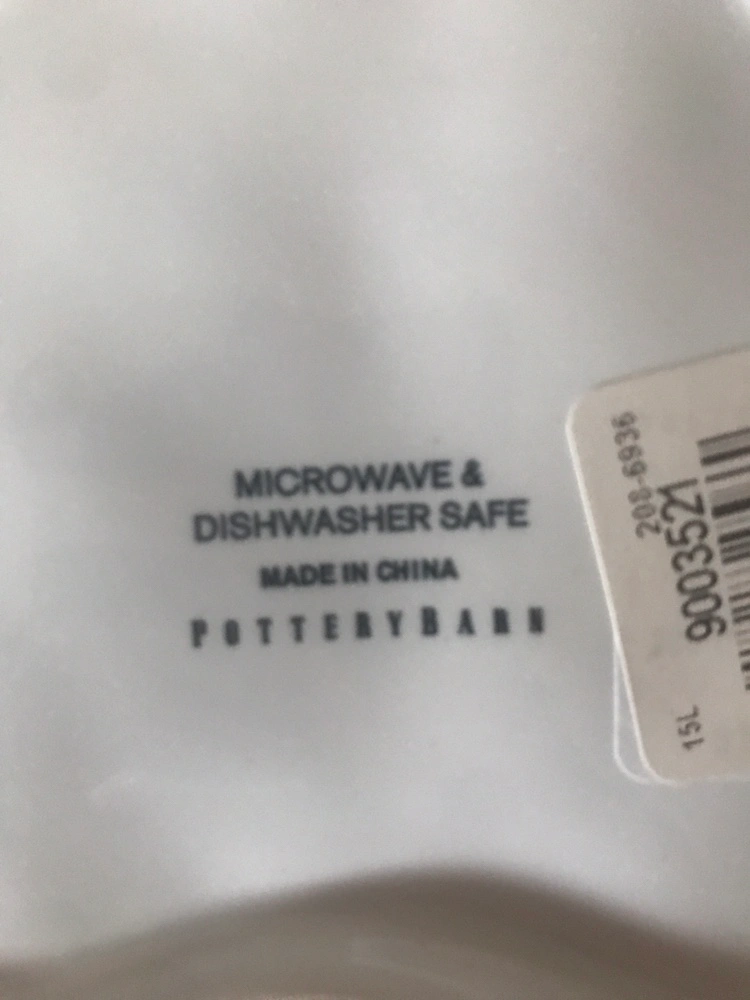 MICROWAVE &
DISHWASHER SAFE
MADE IN CHINA
POTTERYBARN
208-6936
9003521
15L